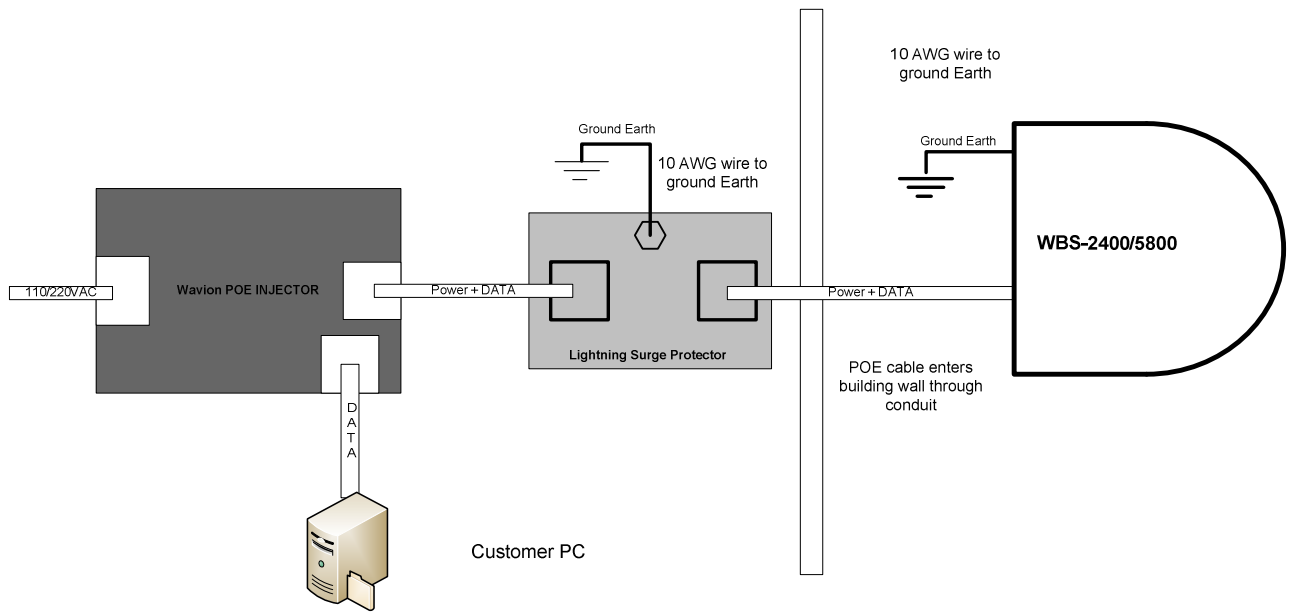 10 AWG wire to
ground Earth
Ground Earth
Ground Earth
10 AWG wire to
ground Earth
WBS-2400/5800
110/220VAC
Wavion POE INJECTOR
Power + DATA
Power + DATA
Lightning Surge Protector
POE cable enters
building wall through
conduit
D
A
T
A
Customer PC